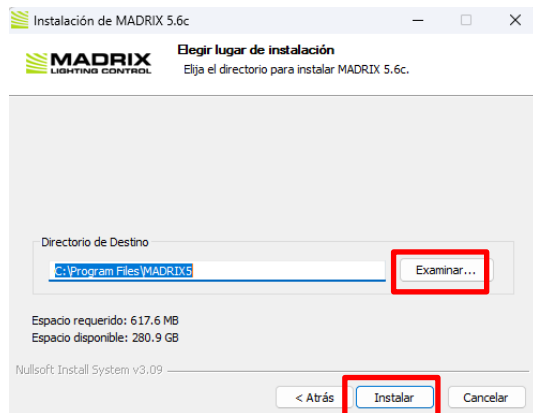 Instalación de MADRIX 5.6c
MADRIX
LIGHTING CONTROL
Elegir lugar de instalación
Elija el directorio para instalar MADRIX 5.6c.
Directorio de Destino
C:\Program Files\MADRIX5
Examinar...
Espacio requerido: 617.6 MB
Espacio disponible: 280.9 GB
Nullsoft Install System v3.09
< Atrás
Instalar
Cancelar